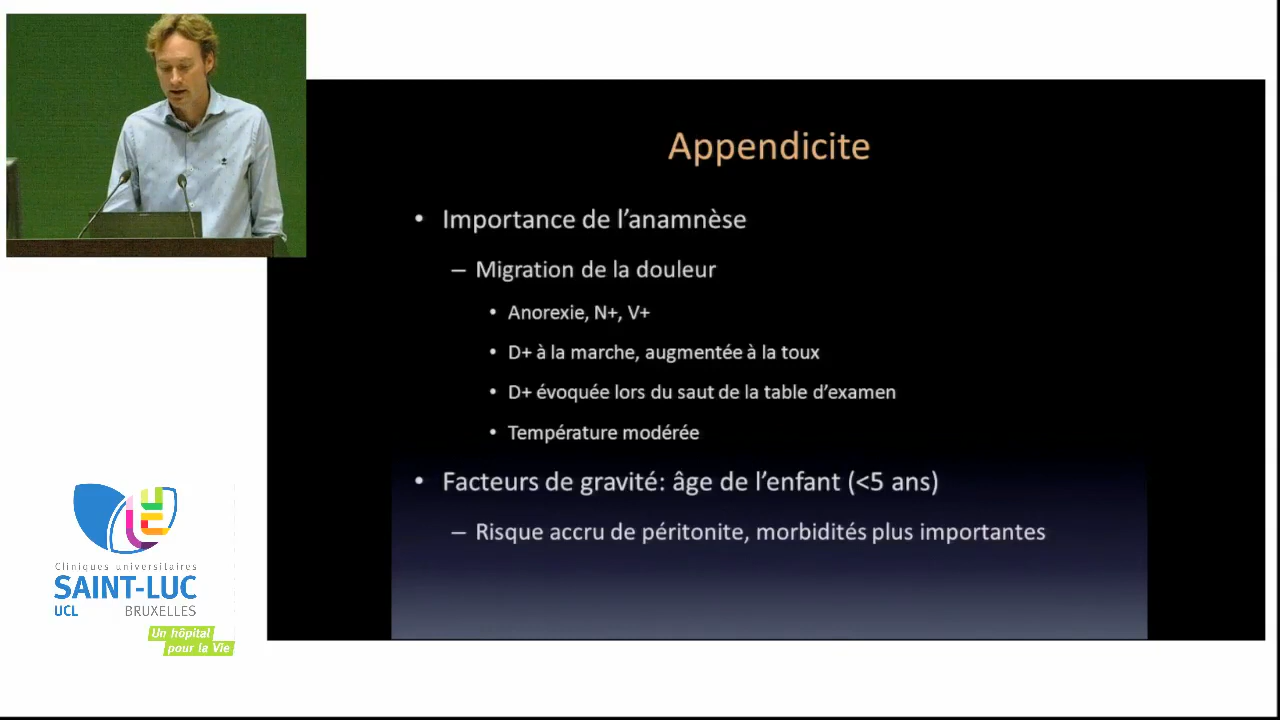 Appendicite
• Importance de l'anamnèse
– Migration de la douleur
• Anorexie, N+, V+
• D+ à la marche, augmentée à la toux
• D+ évoquée lors du saut de la table d'examen
• Température modérée
• Facteurs de gravité: âge de l'enfant (<5 ans)
– Risque accru de péritonite, morbidités plus importantes
Cliniques universitaires
SAINT-LUC
UCL BRUXELLES
Un hôpital
pour la Vie